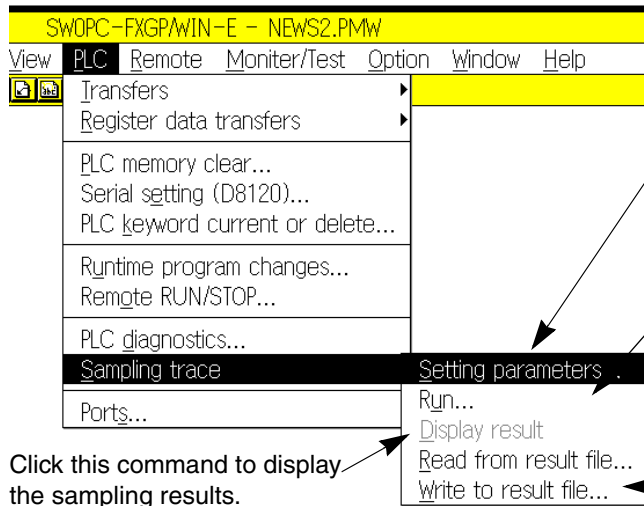 SW0PC-FXGP/WIN-E - NEWS2.PMW
View PLC Remote Moniter/Test Option Window Help
Transfers
Register data transfers
PLC memory clear...
Serial setting (D8120)...
PLC keyword current or delete...
Runtime program changes...
Remote RUN/STOP...
PLC diagnostics...
Sampling trace
Ports...
Setting parameters .
Run...
Display result
Read from result file...
Write to result file...
Click this command to display
the sampling results.